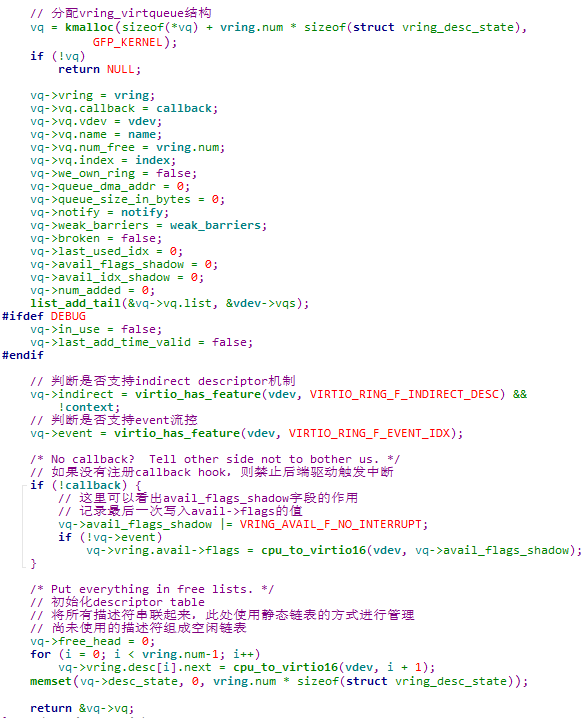 // 分配vring_virtqueue结构
vq = kmalloc(sizeof(*vq) + vring.num * sizeof(struct vring_desc_state),
GFP_KERNEL);
if (!vq)
return NULL;
vq->vring = vring;
vq->vq.callback = callback;
vq->vq.vdev = vdev;
vq->vq.name = name;
vq->vq.num_free = vring.num;
vq->vq.index = index;
vq->we_own_ring = false;
vq->queue_dma_addr = 0;
vq->queue_size_in_bytes = 0;
vq->notify = notify;
vq->weak_barriers = weak_barriers;
vq->broken = false;
vq->last_used_idx = 0;
vq->avail_flags_shadow = 0;
vq->avail_idx_shadow = 0;
vq->num_added = 0;
list_add_tail(&vq->vq.list, &vdev->vqs);
#ifdef DEBUG
vq->in_use = false;
vq->last_add_time_valid = false;
#endif
// 判断是否支持indirect descriptor机制
vq->indirect = virtio_has_feature(vdev, VIRTIO_RING_F_INDIRECT_DESC) &&
!context;
// 判断是否支持event流控
vq->event = virtio_has_feature(vdev, VIRTIO_RING_F_EVENT_IDX);
/* No callback?  Tell other side not to bother us. */
// 如果没有注册callback hook，则禁止后端驱动触发中断
if (!callback) {
// 这里可以看出avail_flags_shadow字段的作用
// 记录最后一次写入avail->flags的值
vq->avail_flags_shadow |= VRING_AVAIL_F_NO_INTERRUPT;
if (!vq->event)
vq->vring.avail->flags = cpu_to_virtio16(vdev, vq->avail_flags_shadow);
}
/* Put everything in free lists. */
// 初始化descriptor table
// 将所有描述符串联起来，此处使用静态链表的方式进行管理
// 尚未使用的描述符组成空闲链表
vq->free_head = 0;
for (i = 0; i < vring.num-1; i++)
vq->vring.desc[i].next = cpu_to_virtio16(vdev, i + 1);
memset(vq->desc_state, 0, vring.num * sizeof(struct vring_desc_state));
return &vq->vq;